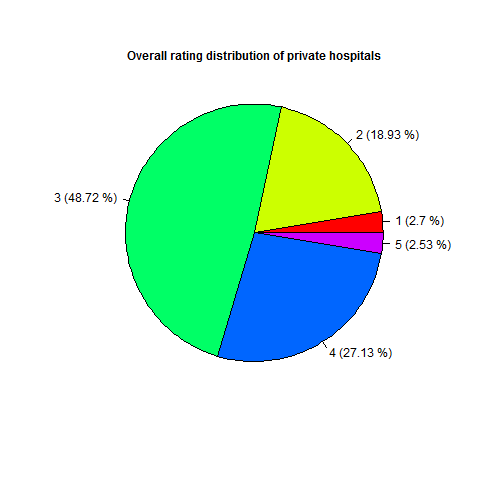 Overall rating distribution of private hospitals
2 (18.93 %)
3 (48.72 %)
1 (2.7 %)
5 (2.53 %)
4 (27.13 %)